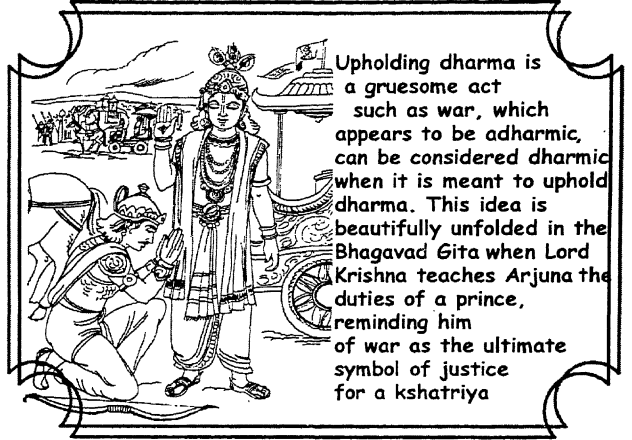 Upholding dharma is
a gruesome act
such as war, which
appears to be adharmic,
can be considered dharmic
when it is meant to uphold
dharma. This idea is
beautifully unfolded in the
Bhagavad Gita when Lord
Krishna teaches Arjuna the
duties of a prince,
reminding him
of war as the ultimate
symbol of justice
for a kshatriya